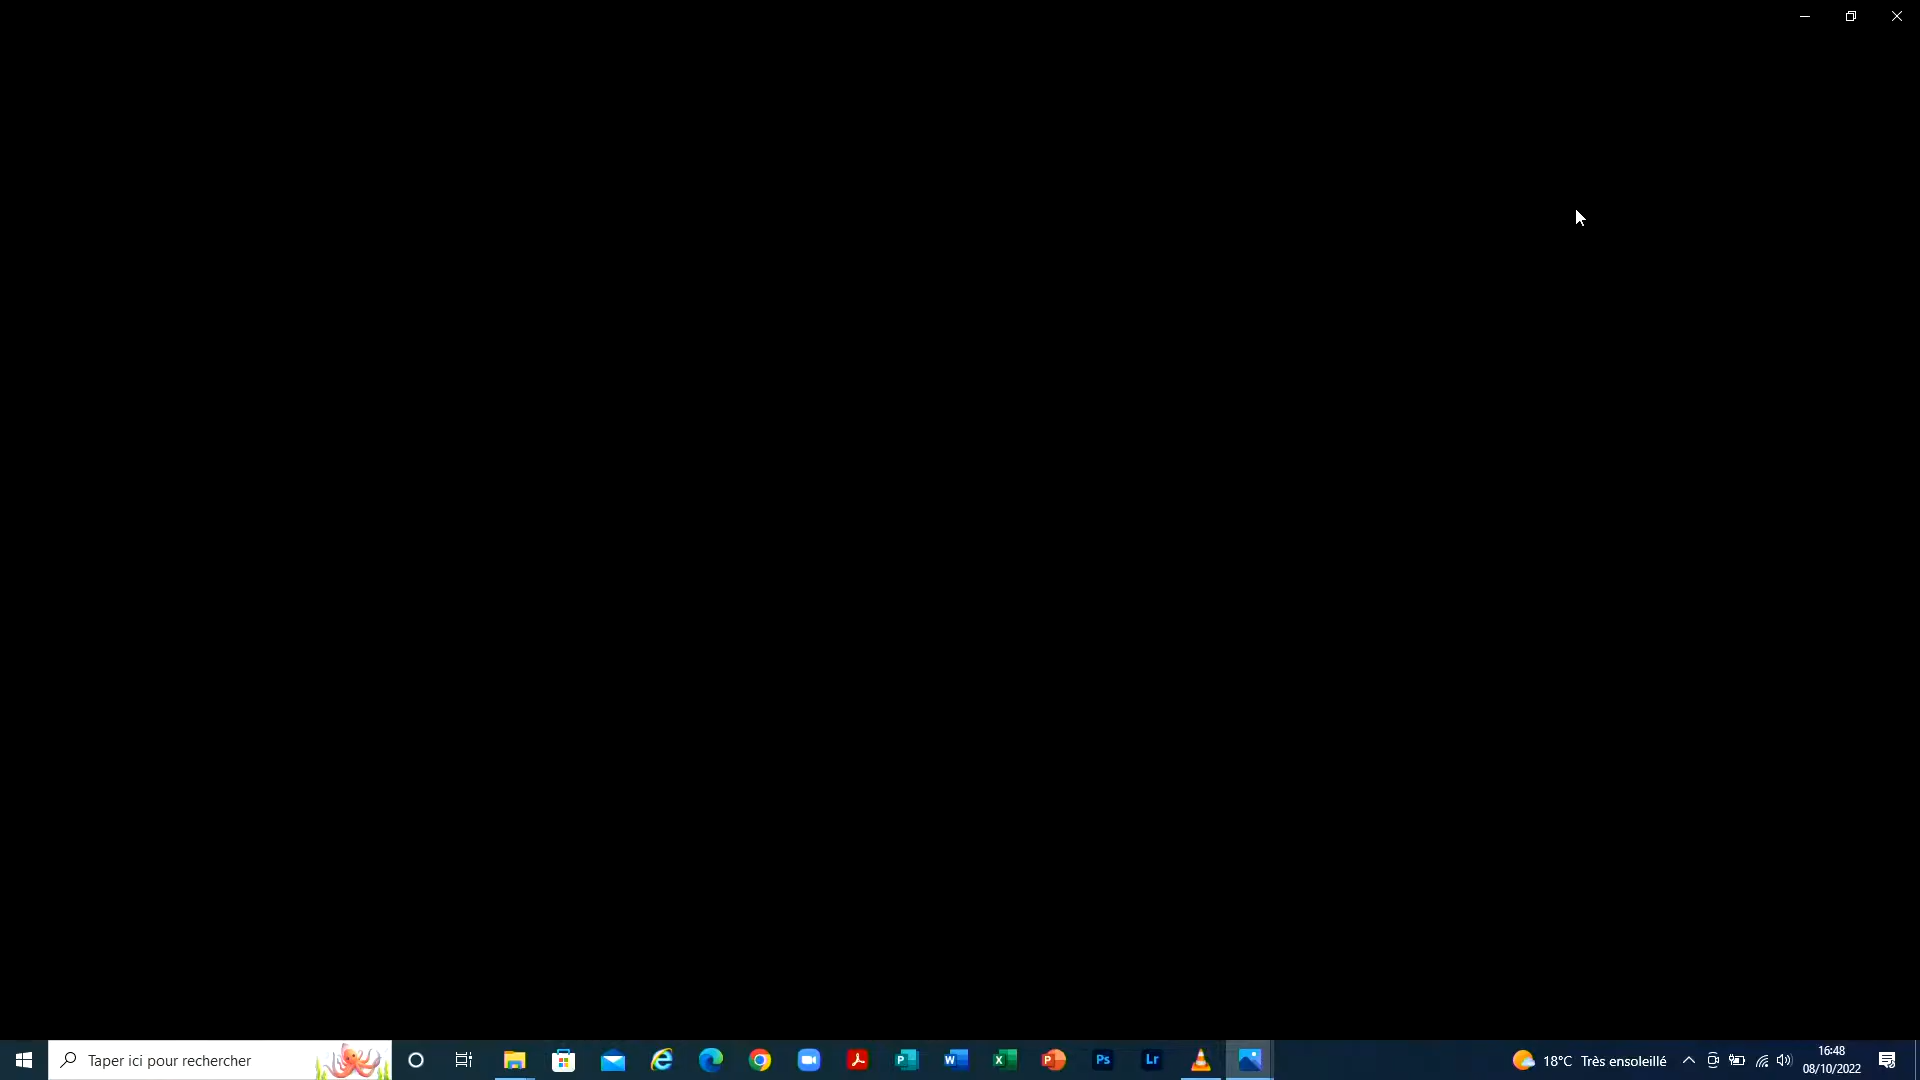 Taper ici pour rechercher
P
W
X
P
Ps
Lr
18°C Très ensoleillé
16:48
08/10/2022